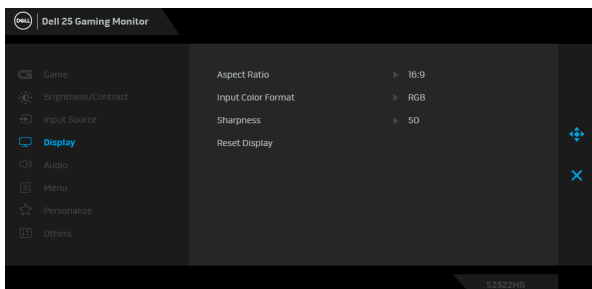 DELL Dell 25 Gaming Monitor
Game
Brightness/Contrast
Input Source
Display
Audio
Menu
Personalize
Others
Aspect Ratio 16:9
Input Color Format RGB
Sharpness 50
Reset Display
S2522HG